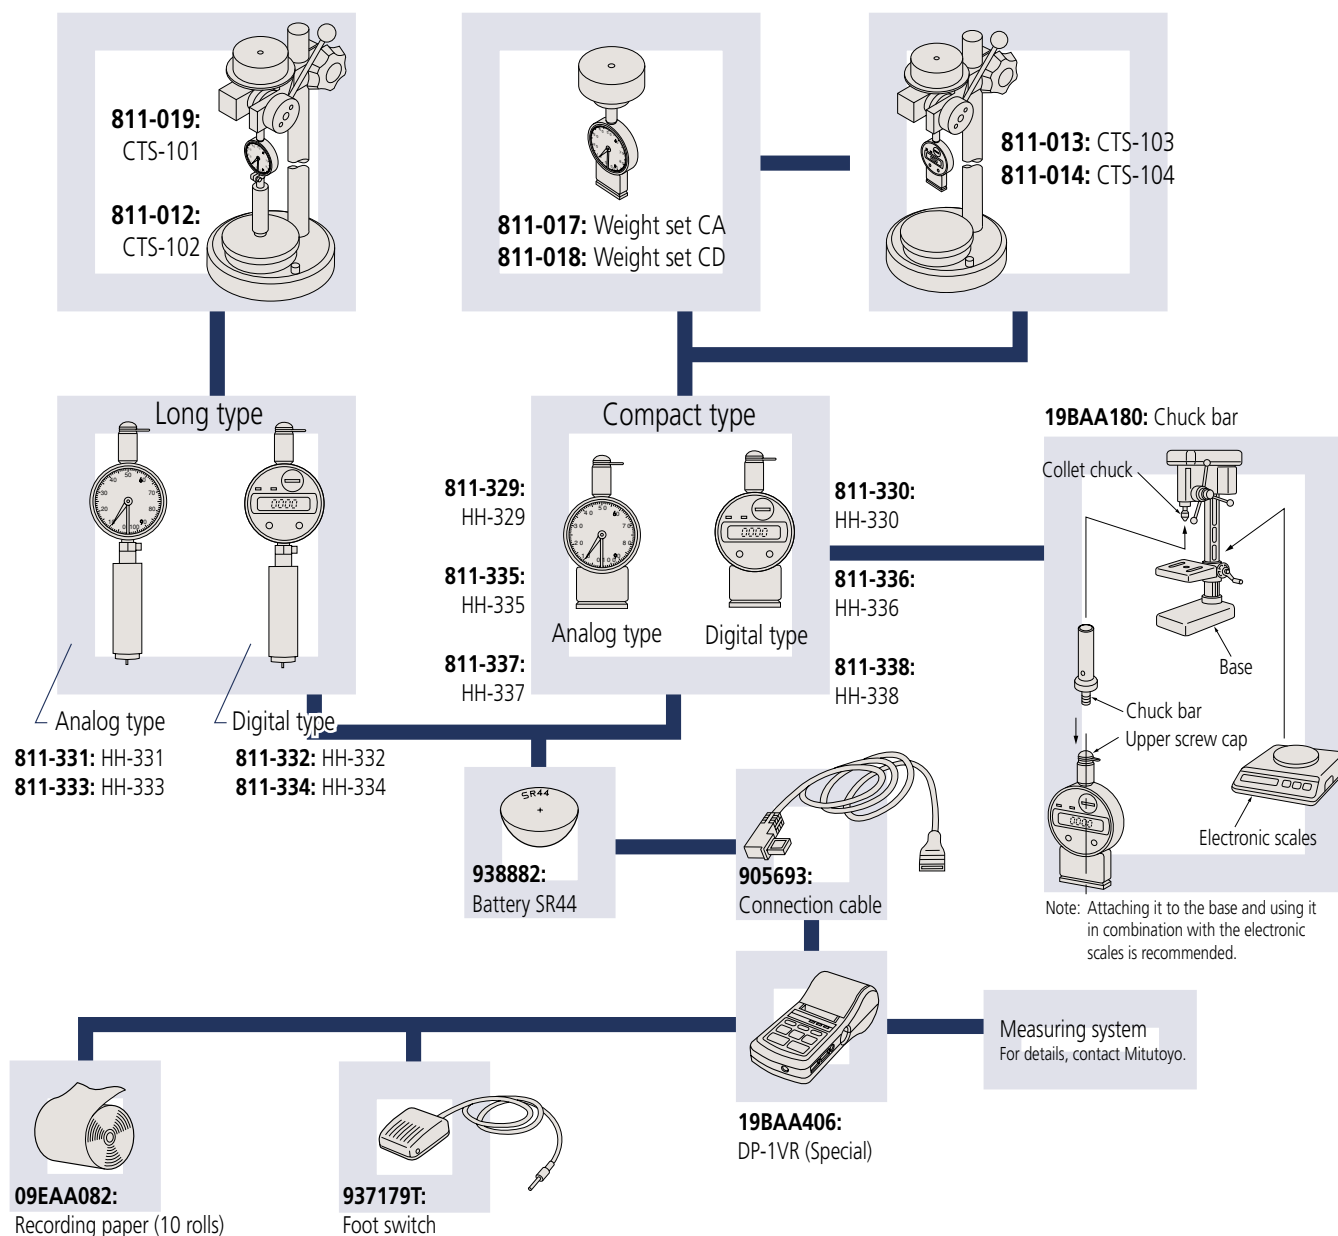 811-019:
CTS-101
811-012:
CTS-102
811-017: Weight set CA
811-018: Weight set CD
811-013: CTS-103
811-014: CTS-104
Long type
Analog type
811-331: HH-331
811-333: HH-333
Digital type
811-332: HH-332
811-334: HH-334
Compact type
811-329:
HH-329
811-335:
HH-335
811-337:
HH-337
Analog type
Digital type
811-330:
HH-330
811-336:
HH-336
811-338:
HH-338
19BAA180: Chuck bar
Collet chuck
Base
Chuck bar
Upper screw cap
Electronic scales
Note: Attaching it to the base and using it
in combination with the electronic
scales is recommended.
SR44
938882:
Battery SR44
905693:
Connection cable
19BAA406:
DP-1VR (Special)
Measuring system
For details, contact Mitutoyo.
09EAA082:
Recording paper (10 rolls)
937179T:
Foot switch